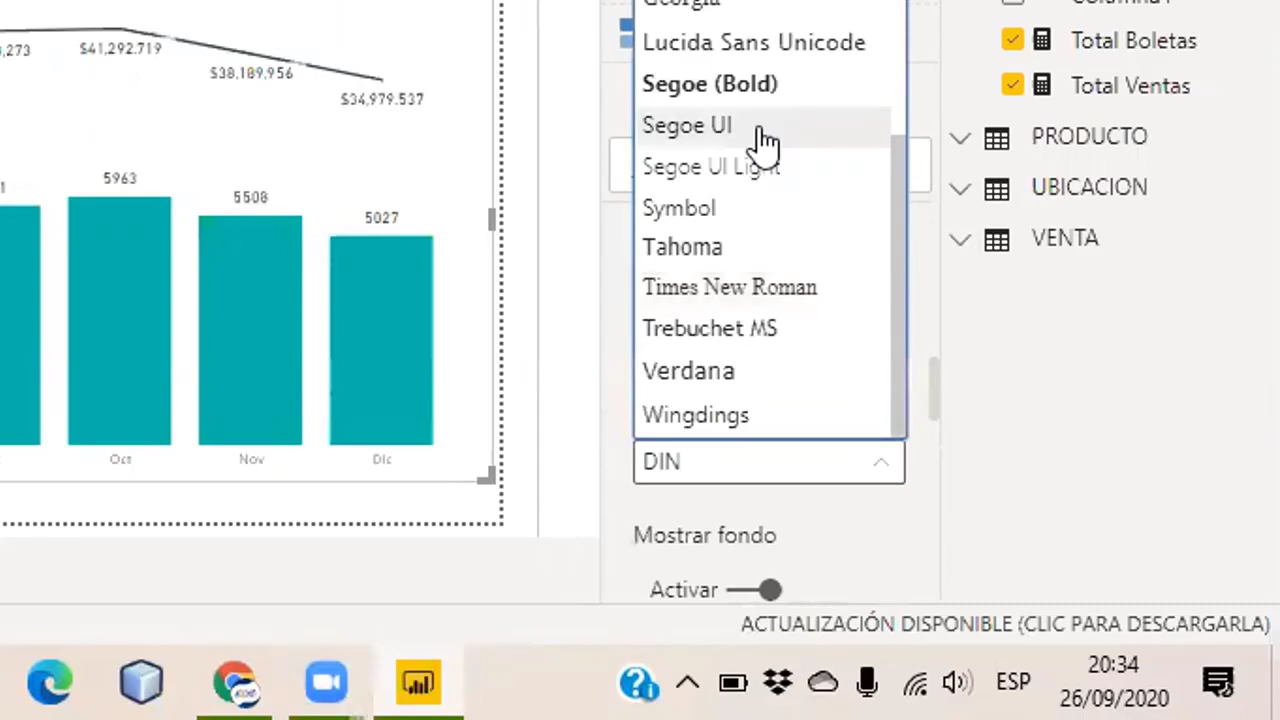 ,273
$41,292.719
$38,189,956
$34,979.537
1
5963
5508
5027
Oct
Nov
Dic
Georgia
Lucida Sans Unicode
Segoe (Bold)
Segoe UI
Segoe UI Light
Symbol
Tahoma
Times New Roman
Trebuchet MS
Verdana
Wingdings
DIN
Mostrar fondo
Activar
Total Boletas
Total Ventas
PRODUCTO
UBICACION
VENTA
ACTUALIZACIÓN DISPONIBLE (CLIC PARA DESCARGARLA)
ESP
20:34
26/09/2020